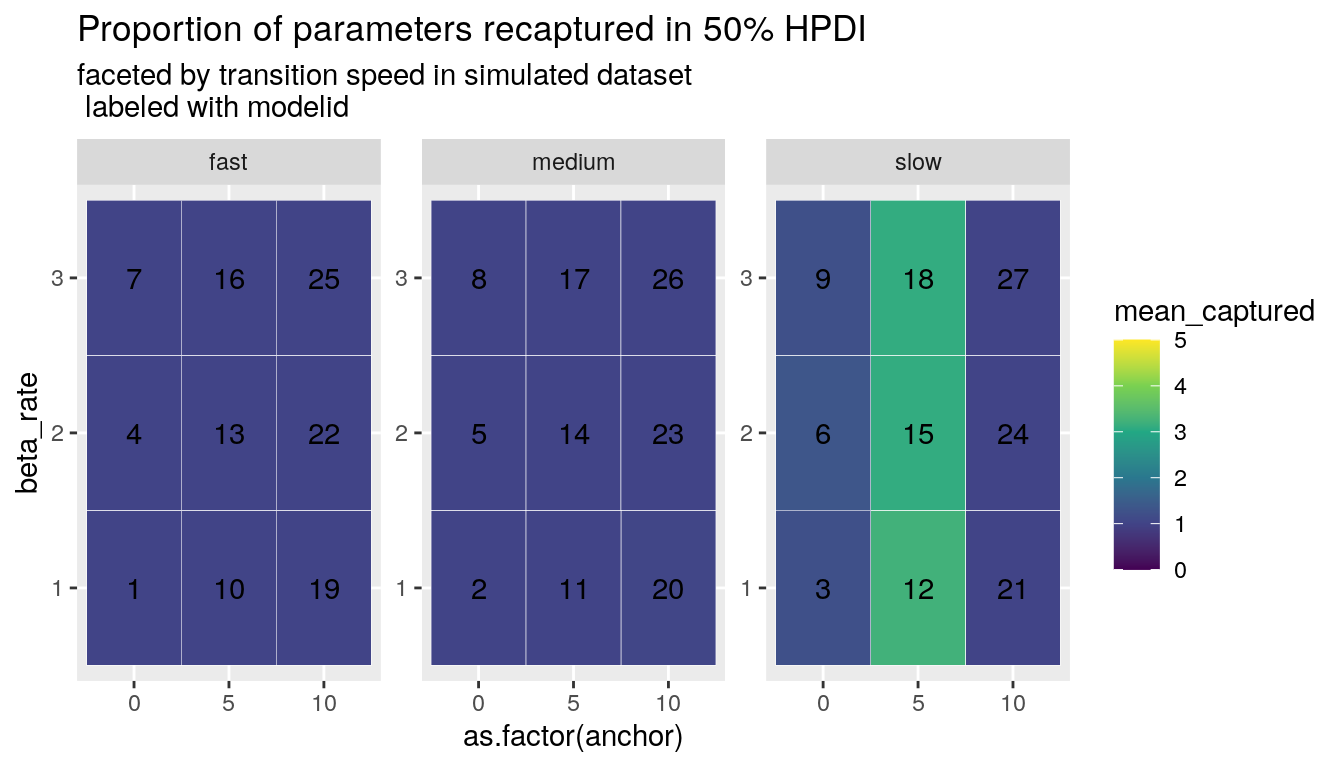 Proportion of parameters recaptured in 50% HPDI
faceted by transition speed in simulated dataset
labeled with modelid
fast medium slow
mean_captured
beta_rate
3 7 16 25 3 8 17 26 3 9 18 27
2 4 13 22 2 5 14 23 2 6 15 24
1 1 10 19 1 2 11 20 1 3 12 21
0 5 10 0 5 10 0 5 10
as.factor(anchor)
5
4
3
2
1
0